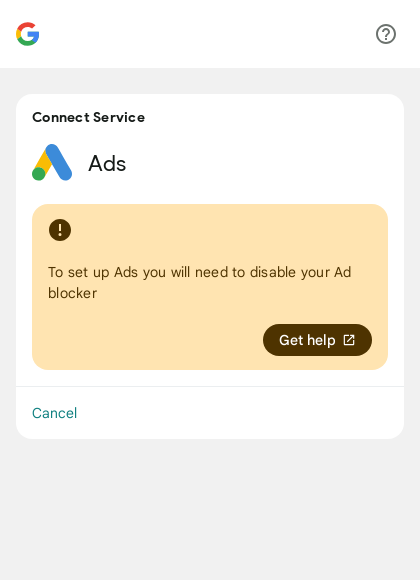 Connect Service
Ads
To set up Ads you will need to disable your Ad
blocker
Get help
Cancel